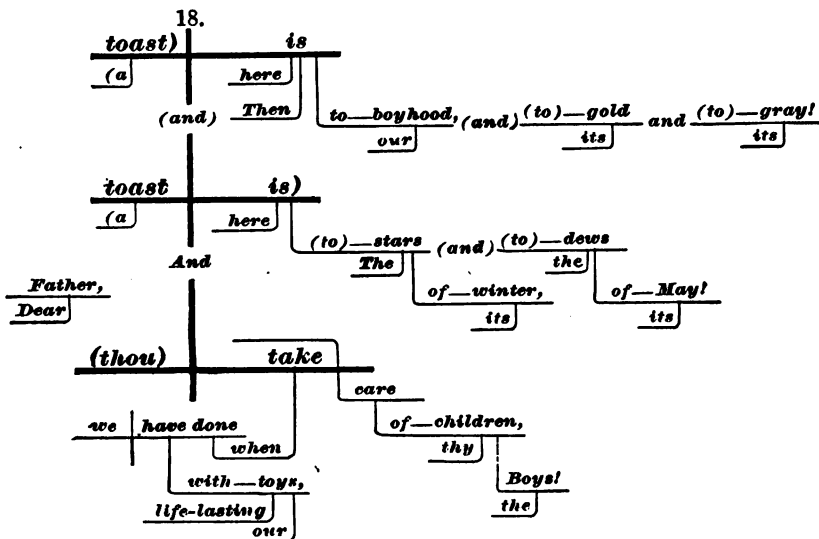 18.
toast) is
(a here
(and) Then to—boyhood, (and) (to)—gold and (to)—gray!
our its its
toast is)
(a here
(to)—stars (and) (to)—dews
And The the
Father, of—winter, of—May!
Dear its its
(thou) take
care
we have done of—children,
when thy
with—toys, Boys!
life-lasting the
our